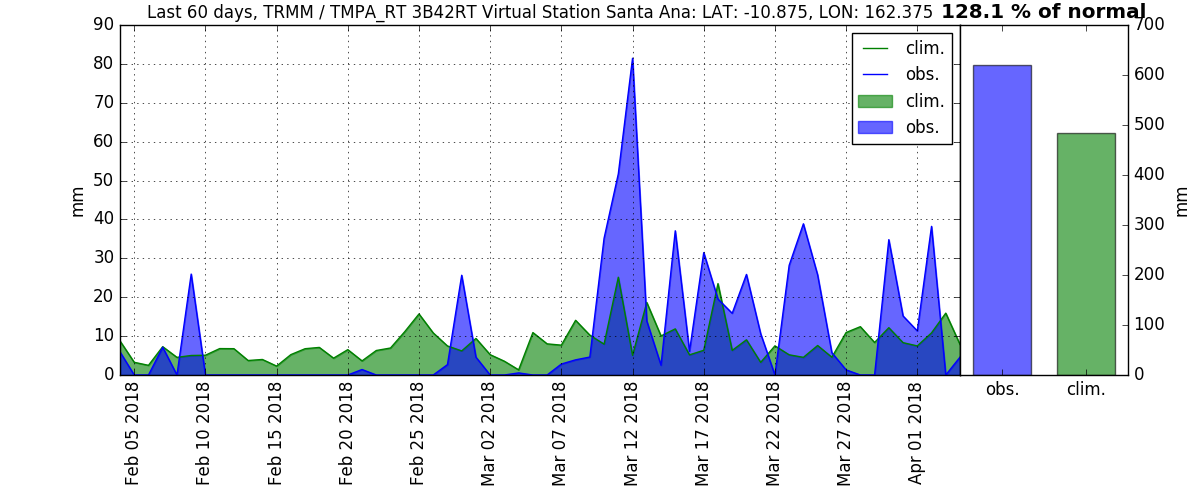 Last 60 days, TRMM / TMPA_RT 3B42RT Virtual Station Santa Ana: LAT: -10.875, LON: 162.375 128.1 % of normal
90
80
70
60
50
40
30
20
10
0
mm
clim.
obs.
clim.
obs.
700
600
500
400
300
200
100
0
mm
obs. clim.
Feb 05 2018
Feb 10 2018
Feb 15 2018
Feb 20 2018
Feb 25 2018
Mar 02 2018
Mar 07 2018
Mar 12 2018
Mar 17 2018
Mar 22 2018
Mar 27 2018
Apr 01 2018